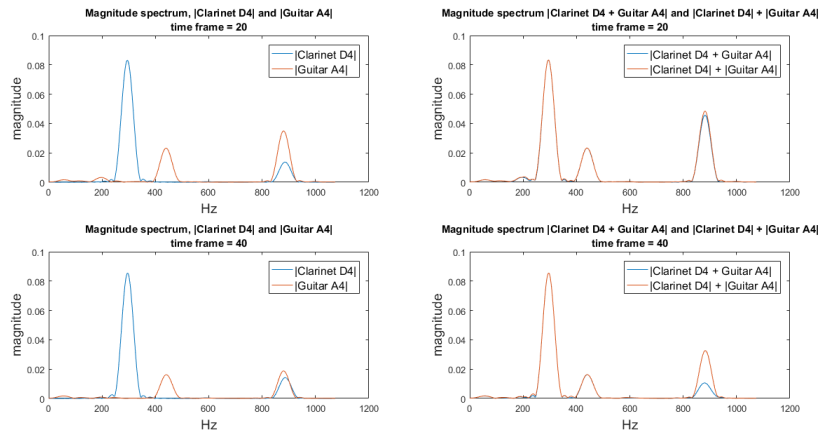 Magnitude spectrum, |Clarinet D4| and |Guitar A4|
time frame = 20
0.1
0.08
0.06
0.04
0.02
0
magnitude
|Clarinet D4|
|Guitar A4|
0 200 400 600 800 1000 1200
Hz
Magnitude spectrum |Clarinet D4 + Guitar A4| and |Clarinet D4| + |Guitar A4|
time frame = 20
0.1
0.08
0.06
0.04
0.02
0
magnitude
|Clarinet D4 + Guitar A4|
|Clarinet D4| + |Guitar A4|
0 200 400 600 800 1000 1200
Hz
Magnitude spectrum, |Clarinet D4| and |Guitar A4|
time frame = 40
0.1
0.08
0.06
0.04
0.02
0
magnitude
|Clarinet D4|
|Guitar A4|
0 200 400 600 800 1000 1200
Hz
Magnitude spectrum |Clarinet D4 + Guitar A4| and |Clarinet D4| + |Guitar A4|
time frame = 40
0.1
0.08
0.06
0.04
0.02
0
magnitude
|Clarinet D4 + Guitar A4|
|Clarinet D4| + |Guitar A4|
0 200 400 600 800 1000 1200
Hz